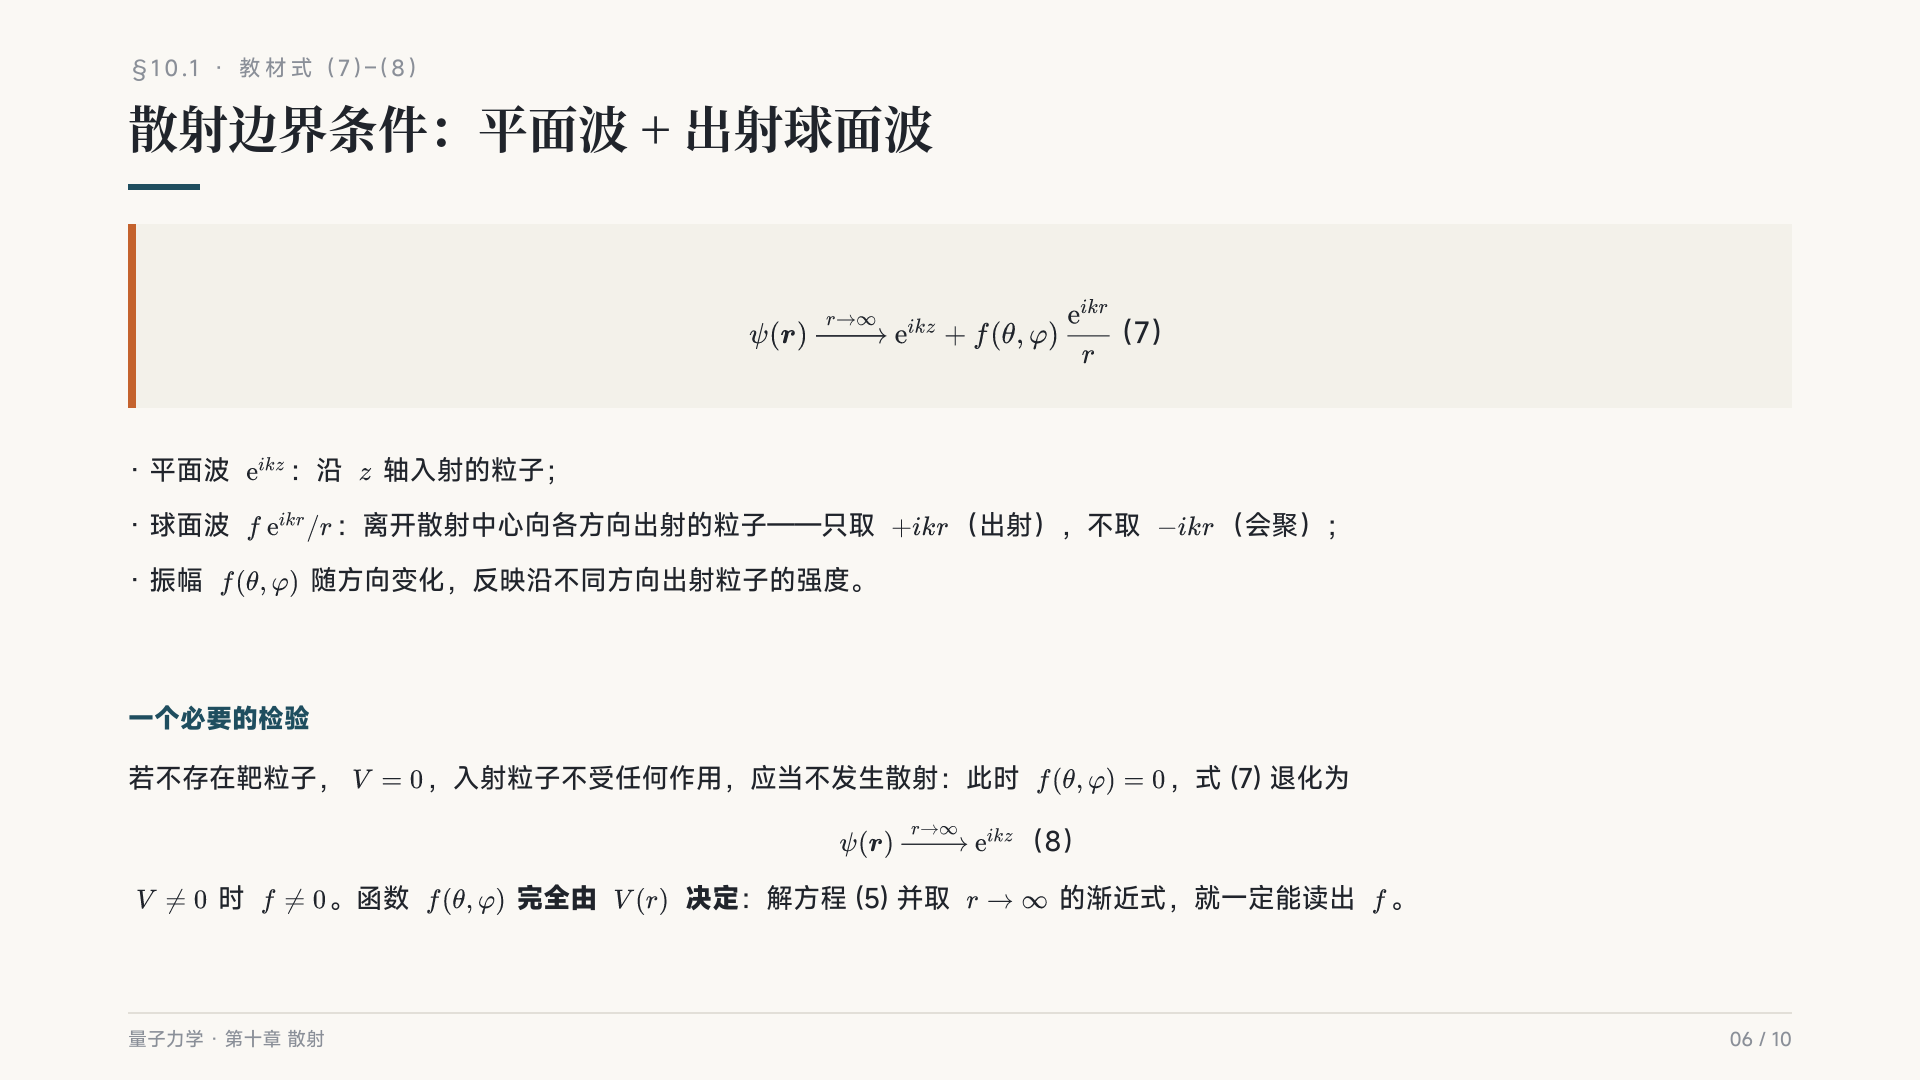 §10.1 · 教材式 (7)–(8)
散射边界条件：平面波 + 出射球面波
ψ(r) —r→∞→ e^{ikz} + f(θ, φ) e^{ikr}/r (7)
· 平面波 e^{ikz}：沿 z 轴入射的粒子；
· 球面波 f e^{ikr}/r：离开散射中心向各方向出射的粒子——只取 +ikr（出射），不取 −ikr（会聚）；
· 振幅 f(θ, φ) 随方向变化，反映沿不同方向出射粒子的强度。
一个必要的检验
若不存在靶粒子，V = 0，入射粒子不受任何作用，应当不发生散射：此时 f(θ, φ) = 0，式 (7) 退化为
ψ(r) —r→∞→ e^{ikz} (8)
V ≠ 0 时 f ≠ 0。函数 f(θ, φ) 完全由 V(r) 决定：解方程 (5) 并取 r → ∞ 的渐近式，就一定能读出 f。
量子力学 · 第十章 散射
06 / 10